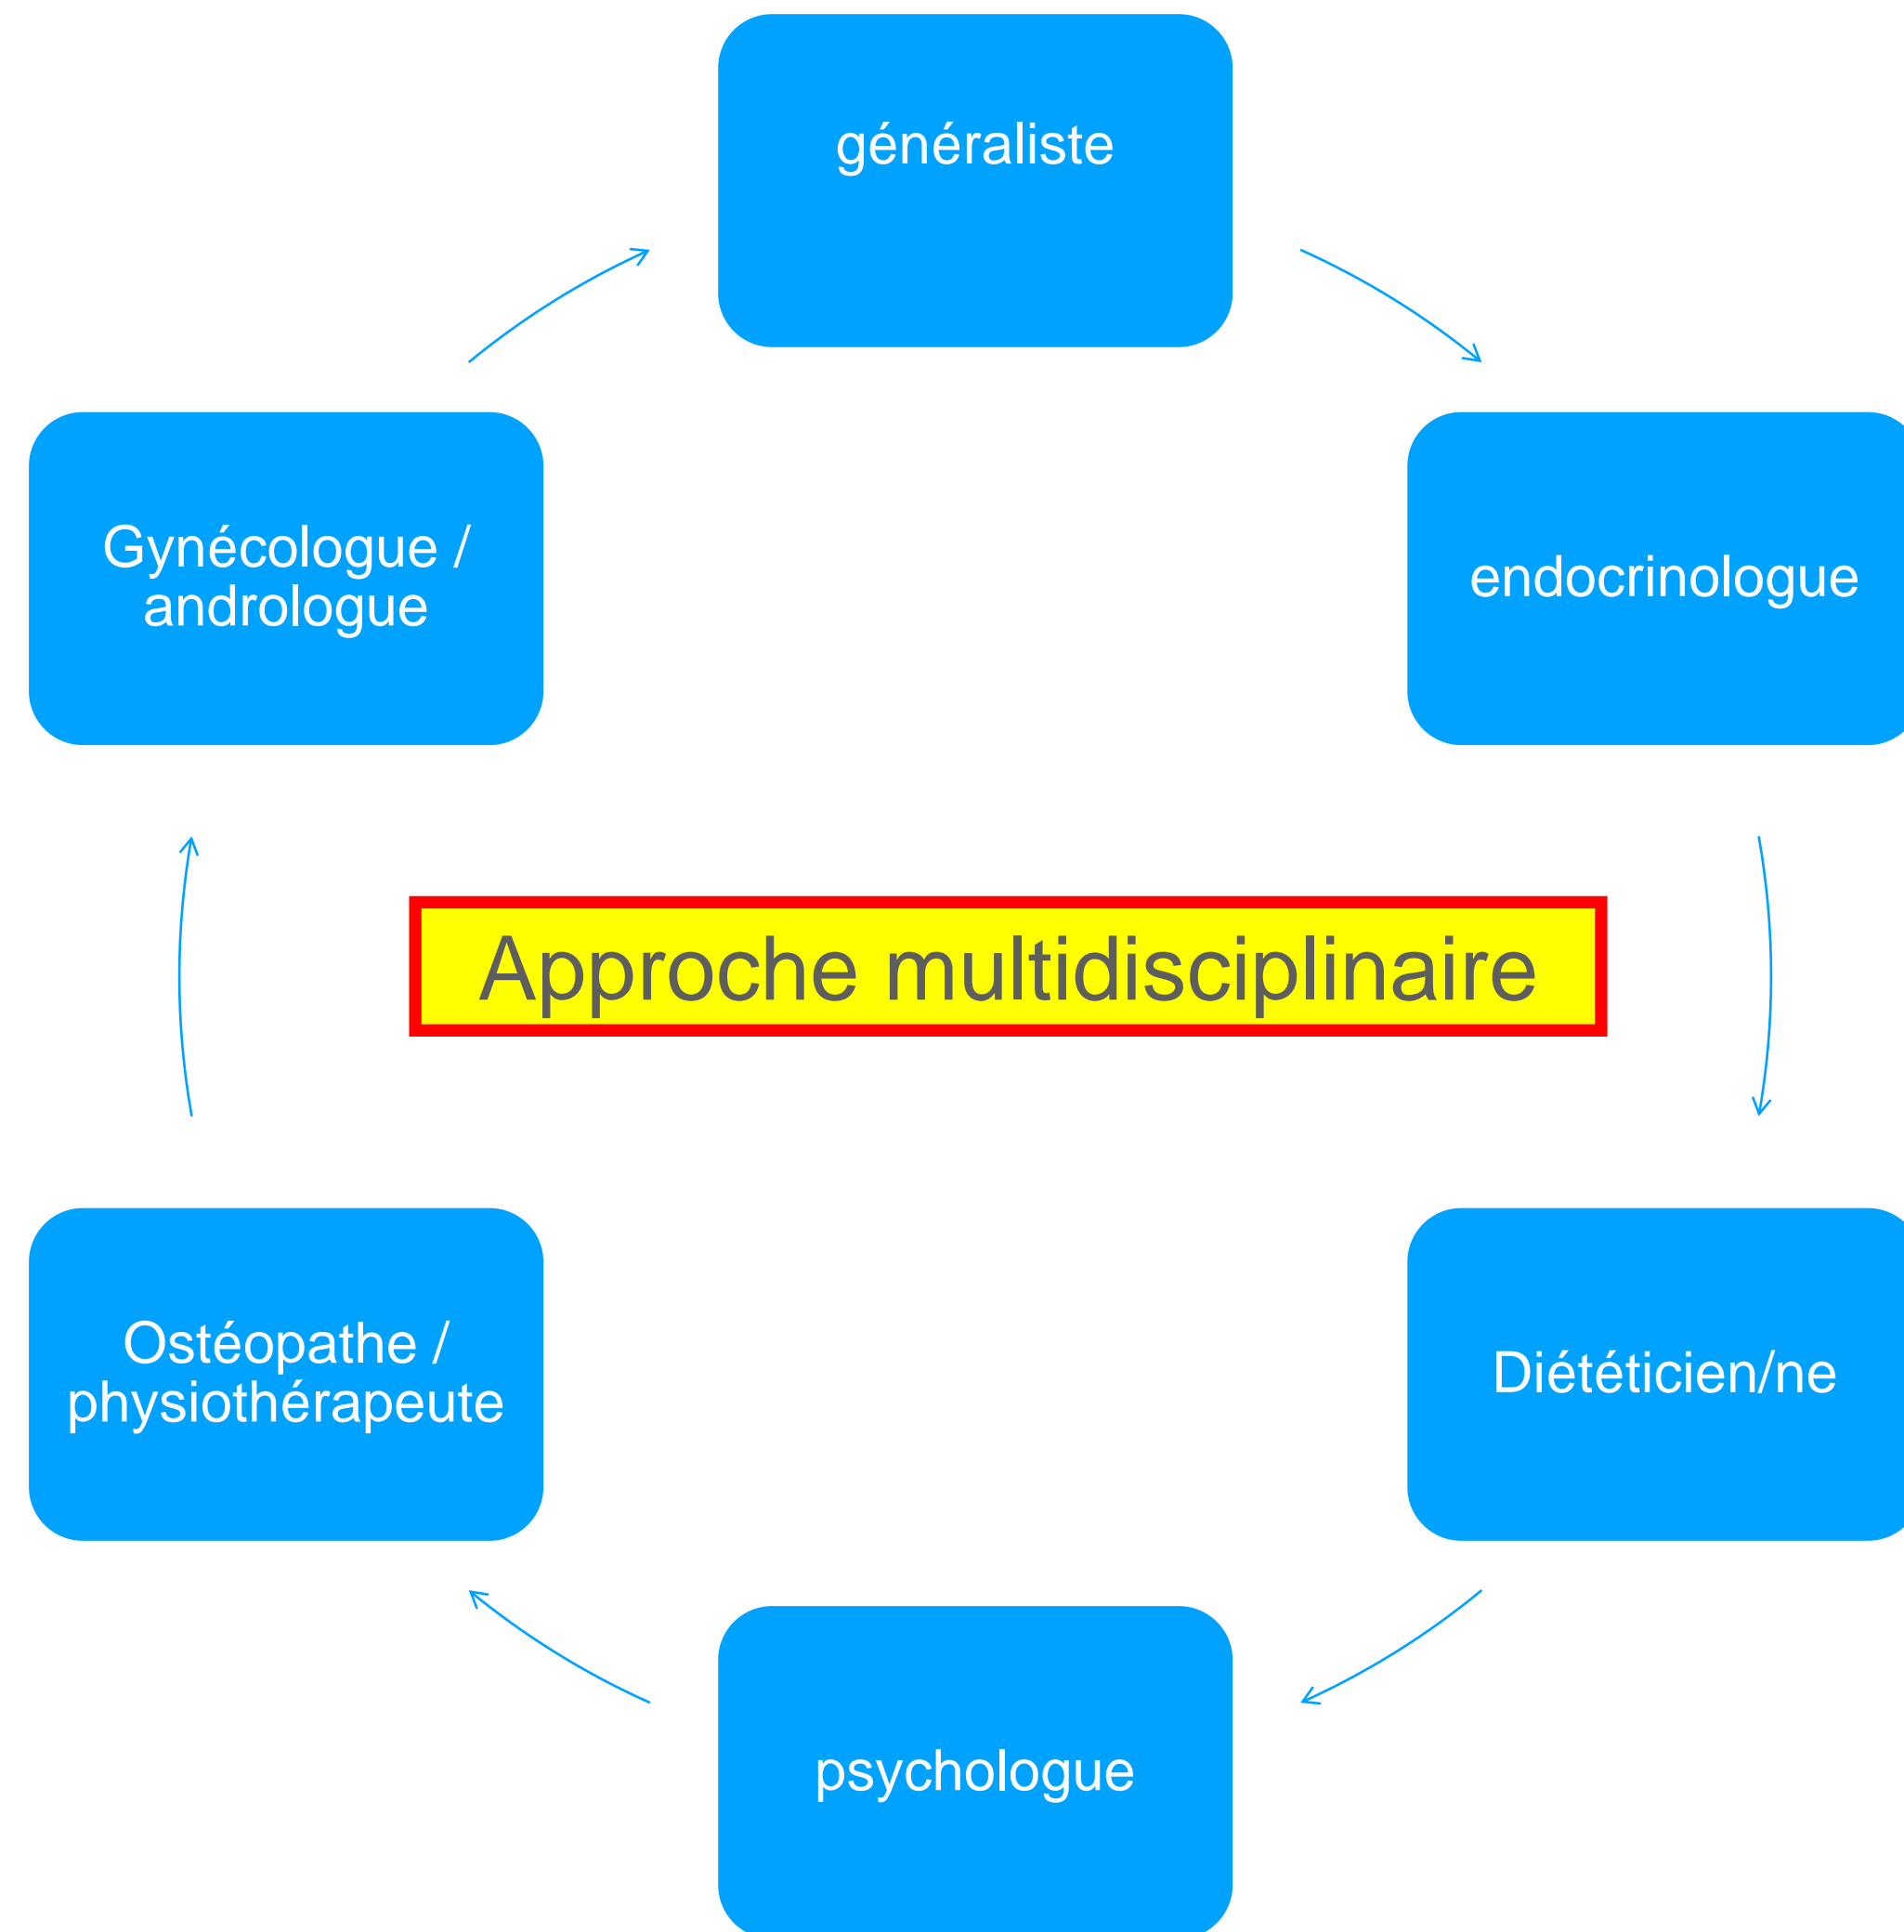 généraliste
Gynécologue /
andrologue
endocrinologue
Approche multidisciplinaire
Ostéopathe /
physiothérapeute
Diététicien/ne
psychologue